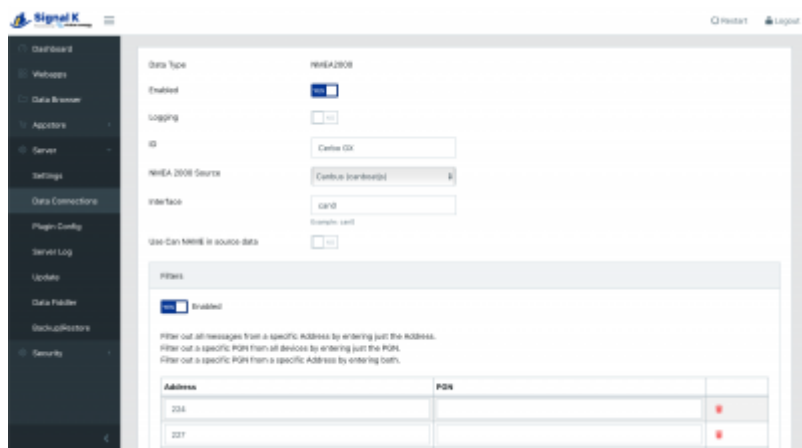 Signal K
Restart
Logout
Dashboard
Webapps
Data Browser
Appstore
Server
Settings
Data Connections
Plugin Config
Server Log
Update
Data Fiddler
Backup/Restore
Security
Data Type NMEA2000
Enabled YES
Logging NO
ID Cerbo GX
NMEA 2000 Source Canbus (canboatjs)
Interface can0
Example: can0
Use Can NAME in source data NO
Filters
YES Enabled
Filter out all messages from a specific Address by entering just the Address.
Filter out a specific PGN from all devices by entering just the PGN.
Filter out a specific PGN from a specific Address by entering both.
Address PGN
224
227